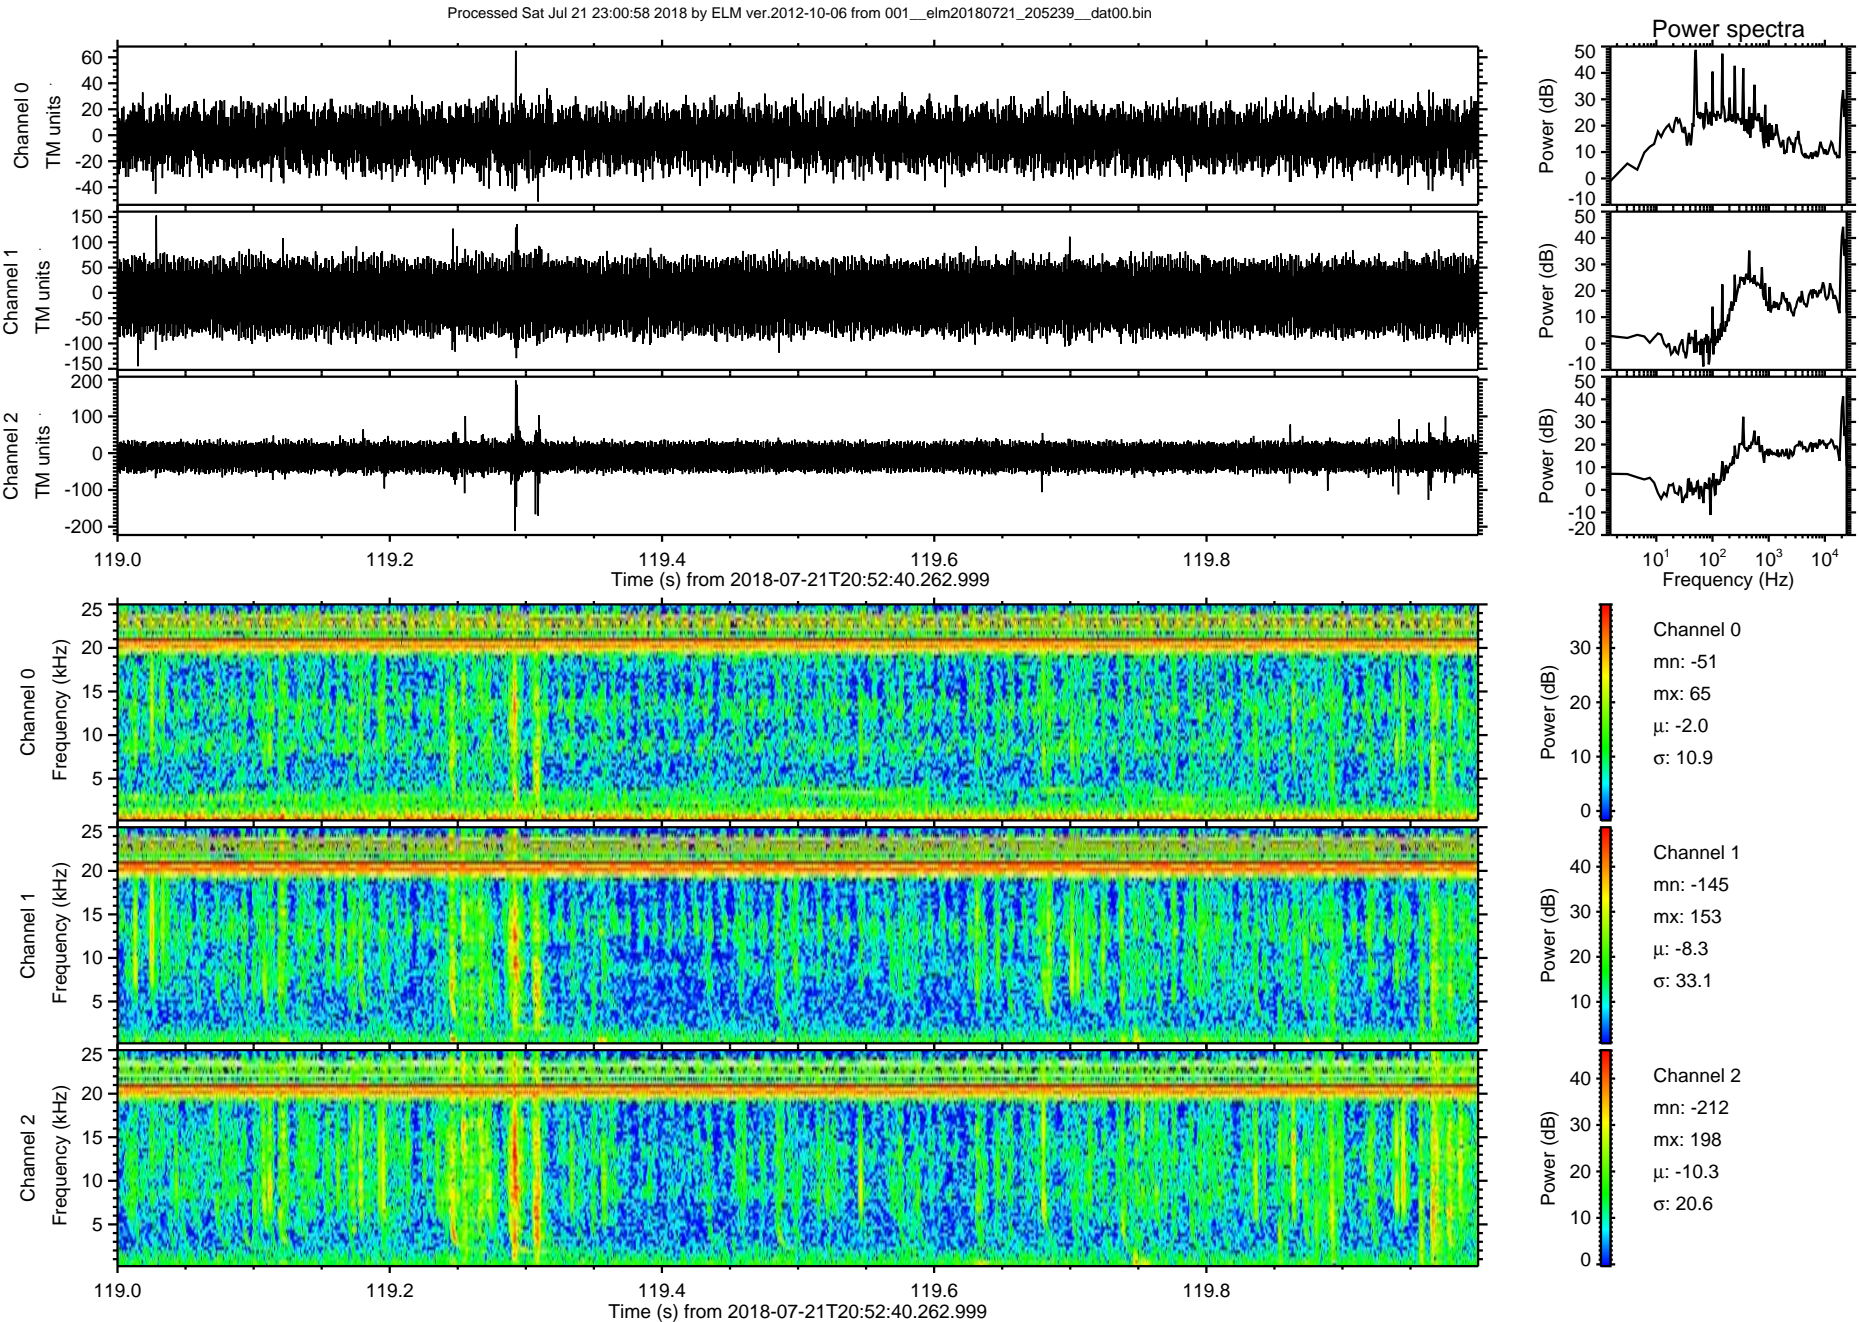 Processed Sat Jul 21 23:00:58 2018 by ELM ver.2012-10-06 from 001__elm20180721_205239__dat00.bin
Power spectra
Channel 0
TM units
60
40
20
0
-20
-40
Power (dB)
50
40
30
20
10
0
-10
Channel 1
TM units
150
100
50
0
-50
-100
-150
Power (dB)
50
40
30
20
10
0
-10
Channel 2
TM units
200
100
0
-100
-200
Power (dB)
50
40
30
20
10
0
-10
-20
119.0 119.2 119.4 119.6 119.8
Time (s) from 2018-07-21T20:52:40.262.999
10^1 10^2 10^3 10^4
Frequency (Hz)
Channel 0
Frequency (kHz)
25
20
15
10
5
Power (dB)
30
20
10
0
Channel 0
mn: -51
mx: 65
μ: -2.0
σ: 10.9
Channel 1
Frequency (kHz)
25
20
15
10
5
Power (dB)
40
30
20
10
Channel 1
mn: -145
mx: 153
μ: -8.3
σ: 33.1
Channel 2
Frequency (kHz)
25
20
15
10
5
Power (dB)
40
30
20
10
0
Channel 2
mn: -212
mx: 198
μ: -10.3
σ: 20.6
119.0 119.2 119.4 119.6 119.8
Time (s) from 2018-07-21T20:52:40.262.999